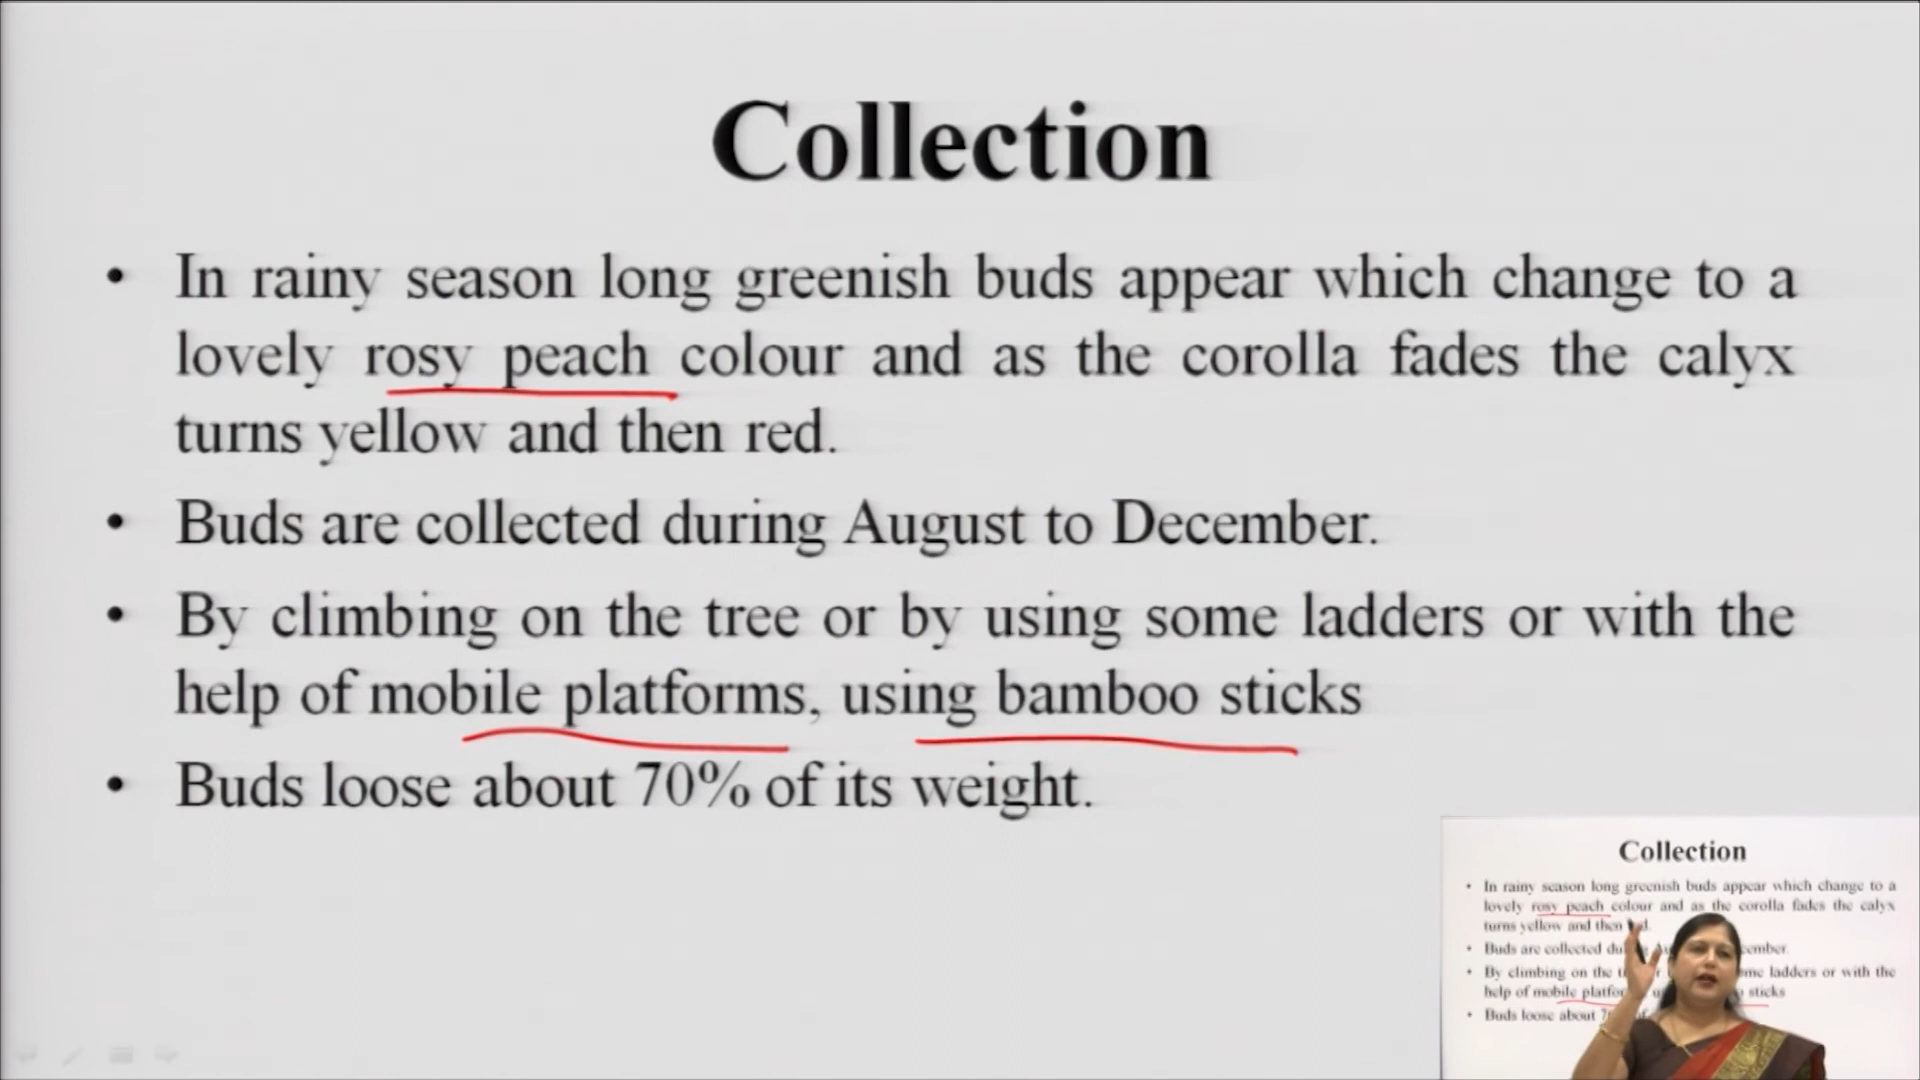 Collection
• In rainy season long greenish buds appear which change to a
lovely rosy peach colour and as the corolla fades the calyx
turns yellow and then red.
• Buds are collected during August to December.
• By climbing on the tree or by using some ladders or with the
help of mobile platforms, using bamboo sticks
• Buds loose about 70% of its weight.
Collection
• In rainy season long greenish buds appear which change to a
lovely rosy peach colour and as the corolla fades the calyx
turns yellow and then
• Buds are collected
• By climbing on the ladders or with the
help of mobile sticks
• Buds loose about